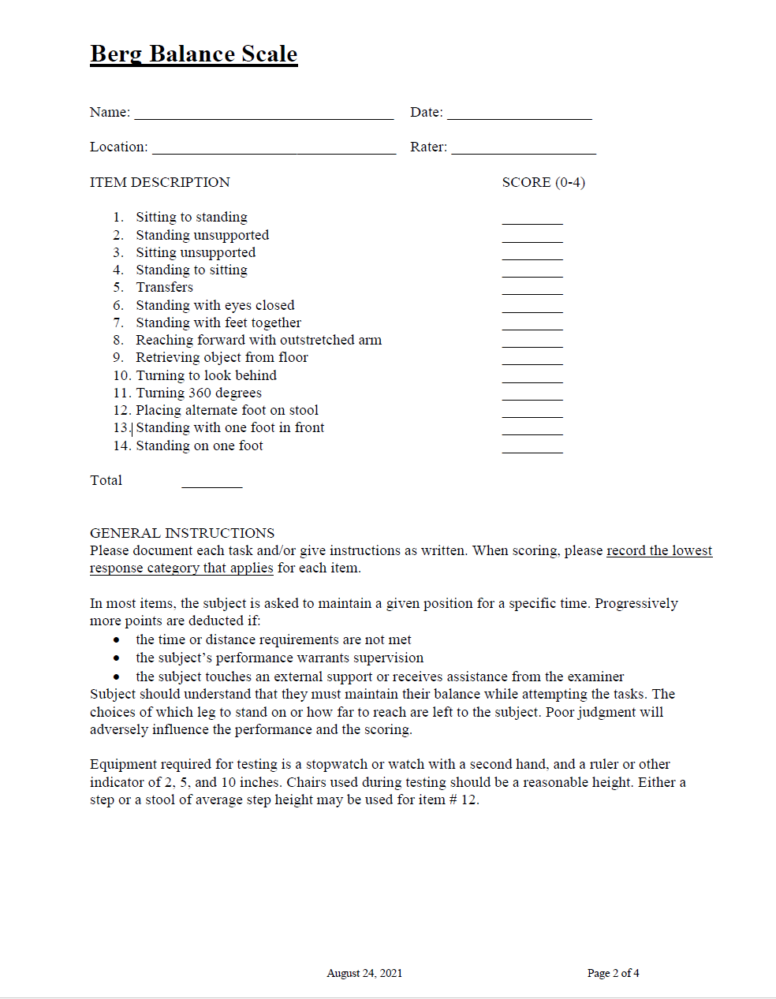 Berg Balance Scale
Name: ________________________________ Date: __________________
Location: ______________________________ Rater: __________________
ITEM DESCRIPTION SCORE (0-4)
1. Sitting to standing ________
2. Standing unsupported ________
3. Sitting unsupported ________
4. Standing to sitting ________
5. Transfers ________
6. Standing with eyes closed ________
7. Standing with feet together ________
8. Reaching forward with outstretched arm ________
9. Retrieving object from floor ________
10. Turning to look behind ________
11. Turning 360 degrees ________
12. Placing alternate foot on stool ________
13. Standing with one foot in front ________
14. Standing on one foot ________
Total ________
GENERAL INSTRUCTIONS
Please document each task and/or give instructions as written. When scoring, please record the lowest
response category that applies for each item.
In most items, the subject is asked to maintain a given position for a specific time. Progressively
more points are deducted if:
• the time or distance requirements are not met
• the subject’s performance warrants supervision
• the subject touches an external support or receives assistance from the examiner
Subject should understand that they must maintain their balance while attempting the tasks. The
choices of which leg to stand on or how far to reach are left to the subject. Poor judgment will
adversely influence the performance and the scoring.
Equipment required for testing is a stopwatch or watch with a second hand, and a ruler or other
indicator of 2, 5, and 10 inches. Chairs used during testing should be a reasonable height. Either a
step or a stool of average step height may be used for item # 12.
August 24, 2021 Page 2 of 4